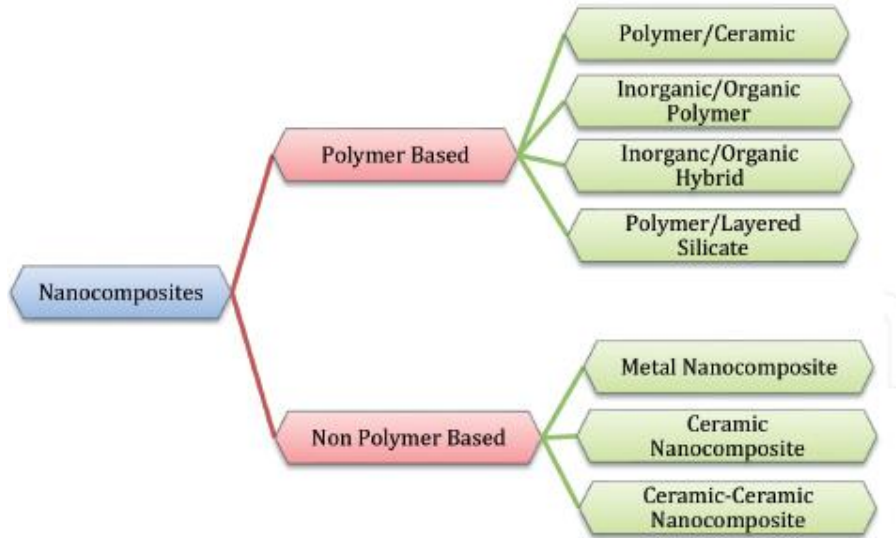 Polymer/Ceramic
Inorganic/Organic
Polymer
Polymer Based
Inorganc/Organic
Hybrid
Polymer/Layered
Silicate
Nanocomposites
Metal Nanocomposite
Non Polymer Based
Ceramic
Nanocomposite
Ceramic-Ceramic
Nanocomposite